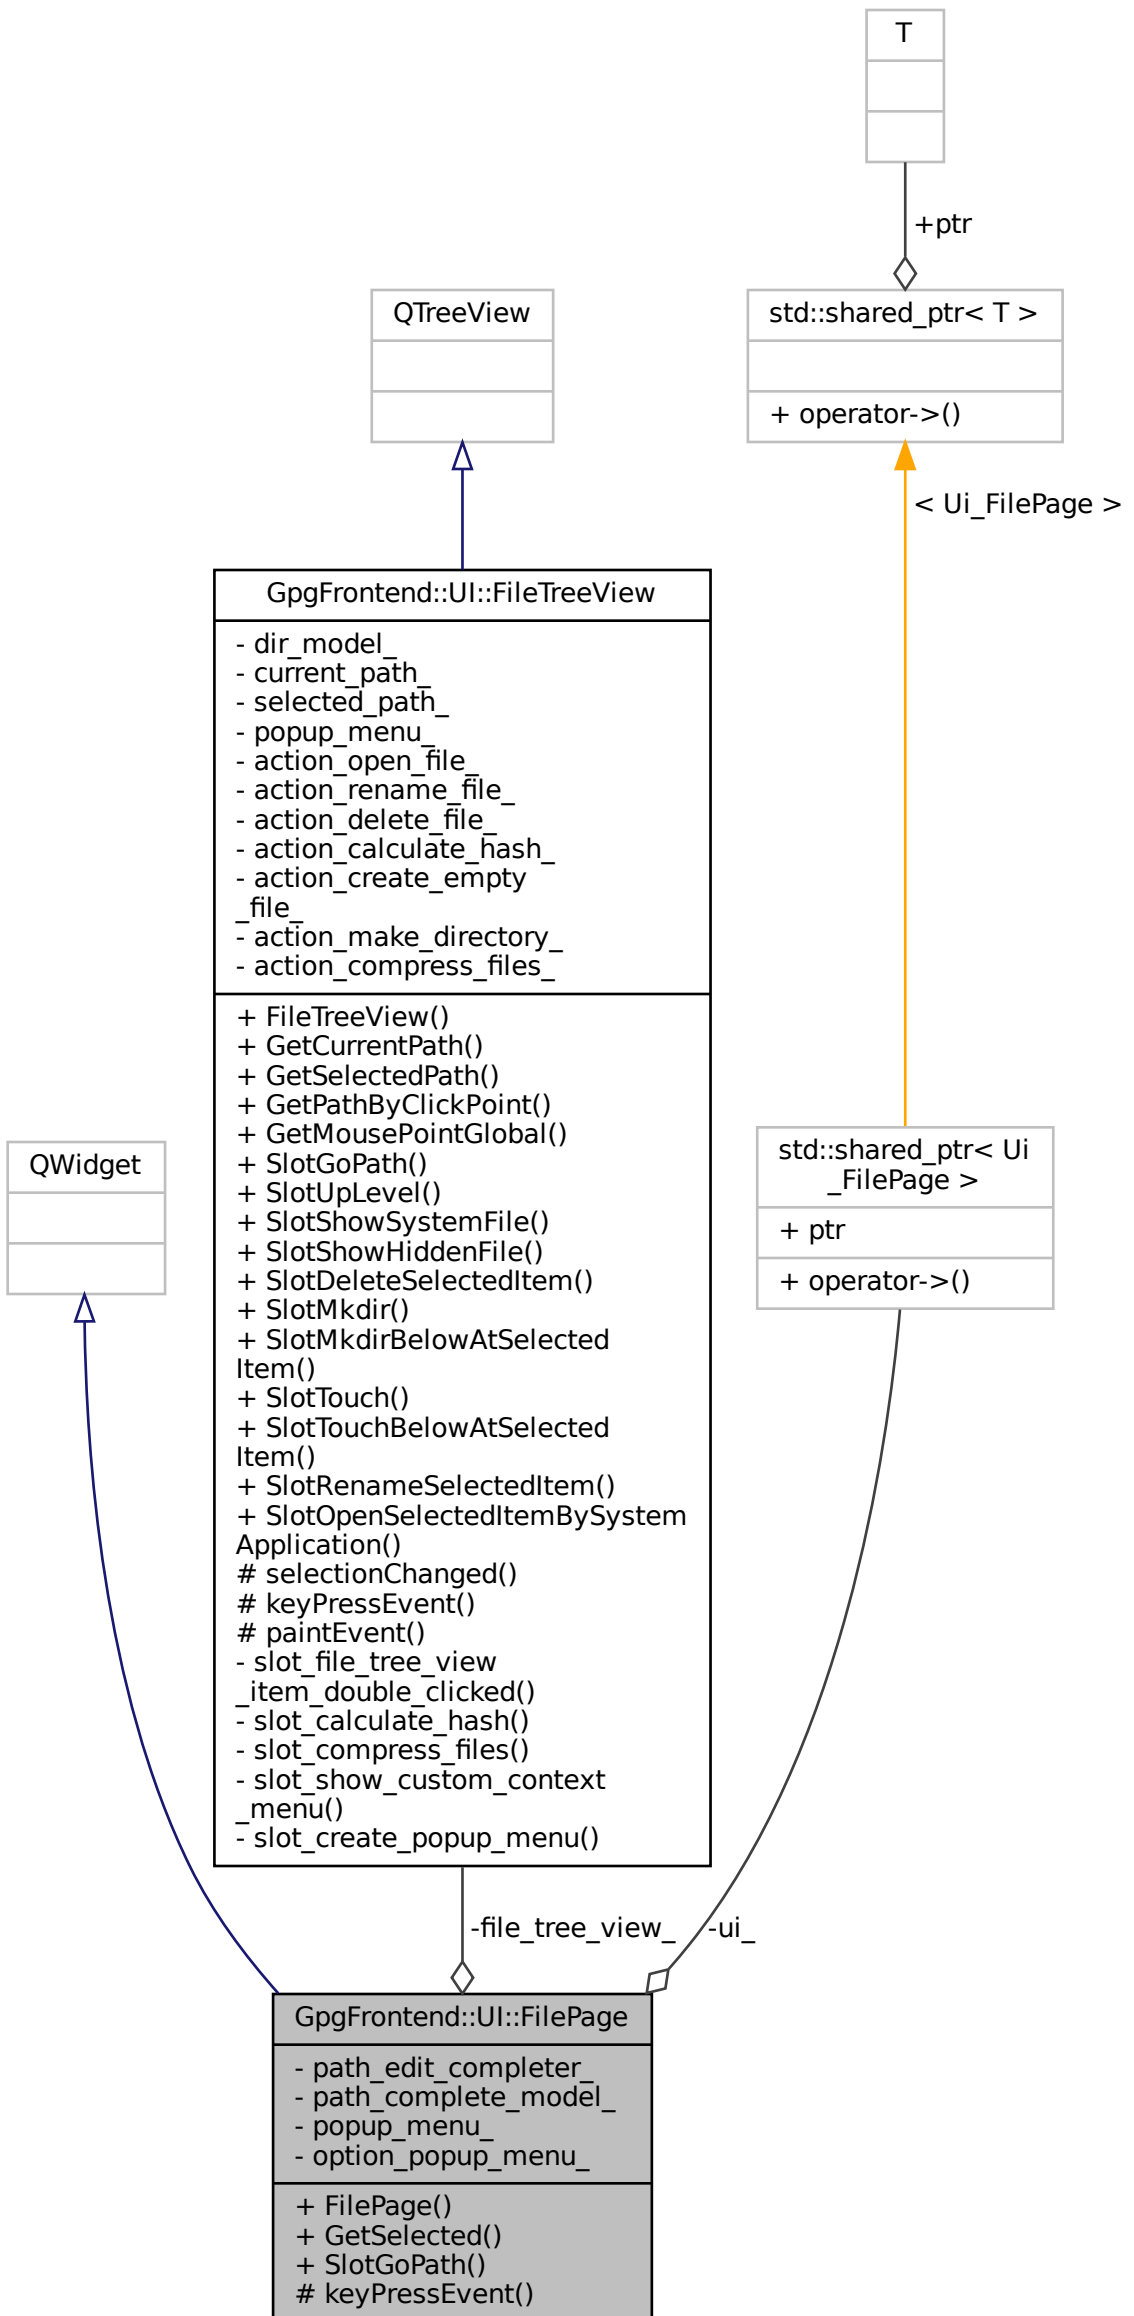 T
+ptr
QTreeView
std::shared_ptr< T >
+ operator->()
< Ui_FilePage >
GpgFrontend::UI::FileTreeView
- dir_model_
- current_path_
- selected_path_
- popup_menu_
- action_open_file_
- action_rename_file_
- action_delete_file_
- action_calculate_hash_
- action_create_empty
_file_
- action_make_directory_
- action_compress_files_
+ FileTreeView()
+ GetCurrentPath()
+ GetSelectedPath()
+ GetPathByClickPoint()
+ GetMousePointGlobal()
+ SlotGoPath()
+ SlotUpLevel()
+ SlotShowSystemFile()
+ SlotShowHiddenFile()
+ SlotDeleteSelectedItem()
+ SlotMkdir()
+ SlotMkdirBelowAtSelected
Item()
+ SlotTouch()
+ SlotTouchBelowAtSelected
Item()
+ SlotRenameSelectedItem()
+ SlotOpenSelectedItemBySystem
Application()
# selectionChanged()
# keyPressEvent()
# paintEvent()
- slot_file_tree_view
_item_double_clicked()
- slot_calculate_hash()
- slot_compress_files()
- slot_show_custom_context
_menu()
- slot_create_popup_menu()
QWidget
std::shared_ptr< Ui
_FilePage >
+ ptr
+ operator->()
-file_tree_view_
-ui_
GpgFrontend::UI::FilePage
- path_edit_completer_
- path_complete_model_
- popup_menu_
- option_popup_menu_
+ FilePage()
+ GetSelected()
+ SlotGoPath()
# keyPressEvent()